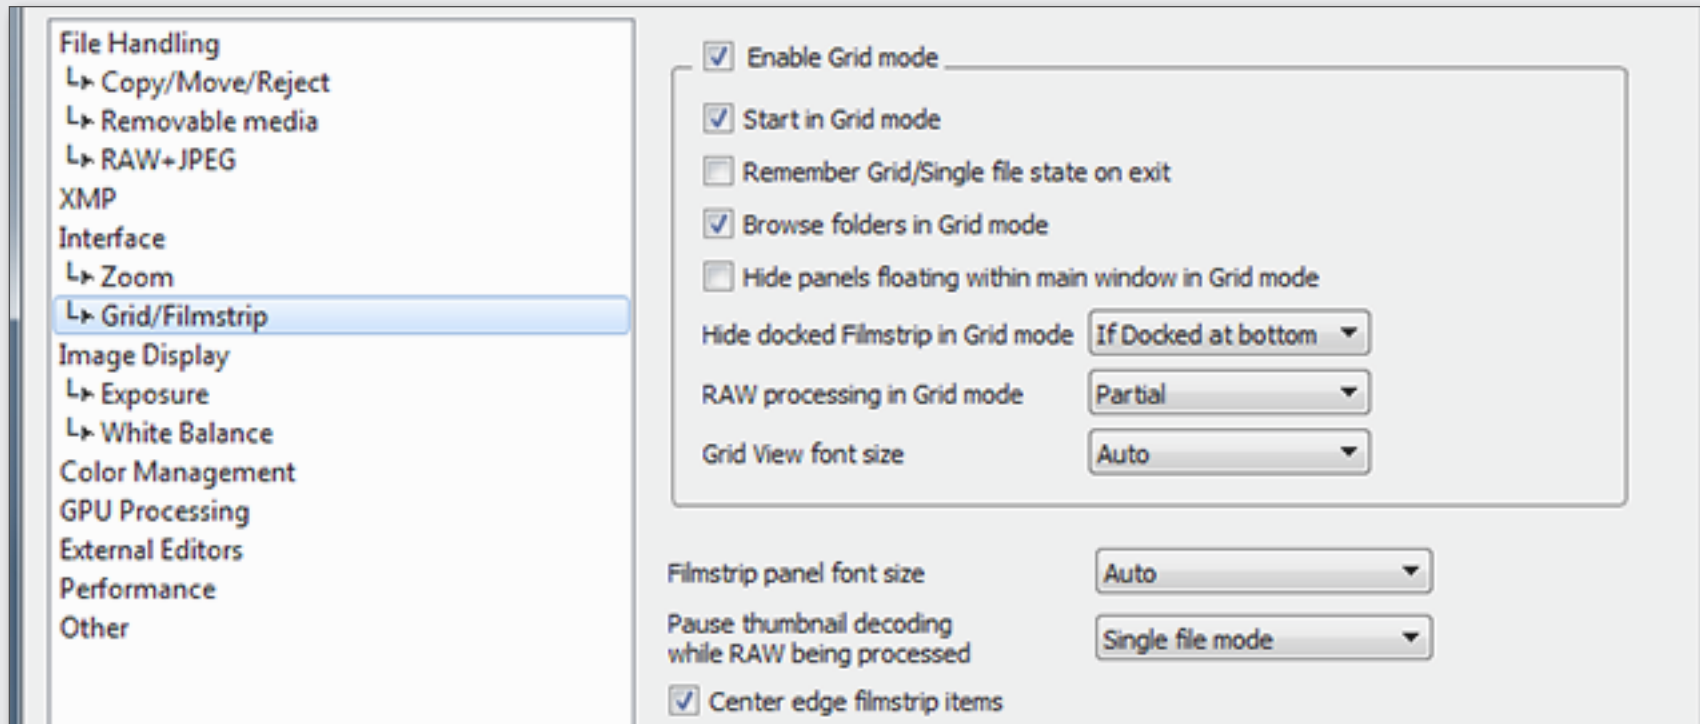 File Handling
Copy/Move/Reject
Removable media
RAW+JPEG
XMP
Interface
Zoom
Grid/Filmstrip
Image Display
Exposure
White Balance
Color Management
GPU Processing
External Editors
Performance
Other
Enable Grid mode
Start in Grid mode
Remember Grid/Single file state on exit
Browse folders in Grid mode
Hide panels floating within main window in Grid mode
Hide docked Filmstrip in Grid mode If Docked at bottom
RAW processing in Grid mode Partial
Grid View font size Auto
Filmstrip panel font size Auto
Pause thumbnail decoding
while RAW being processed Single file mode
Center edge filmstrip items